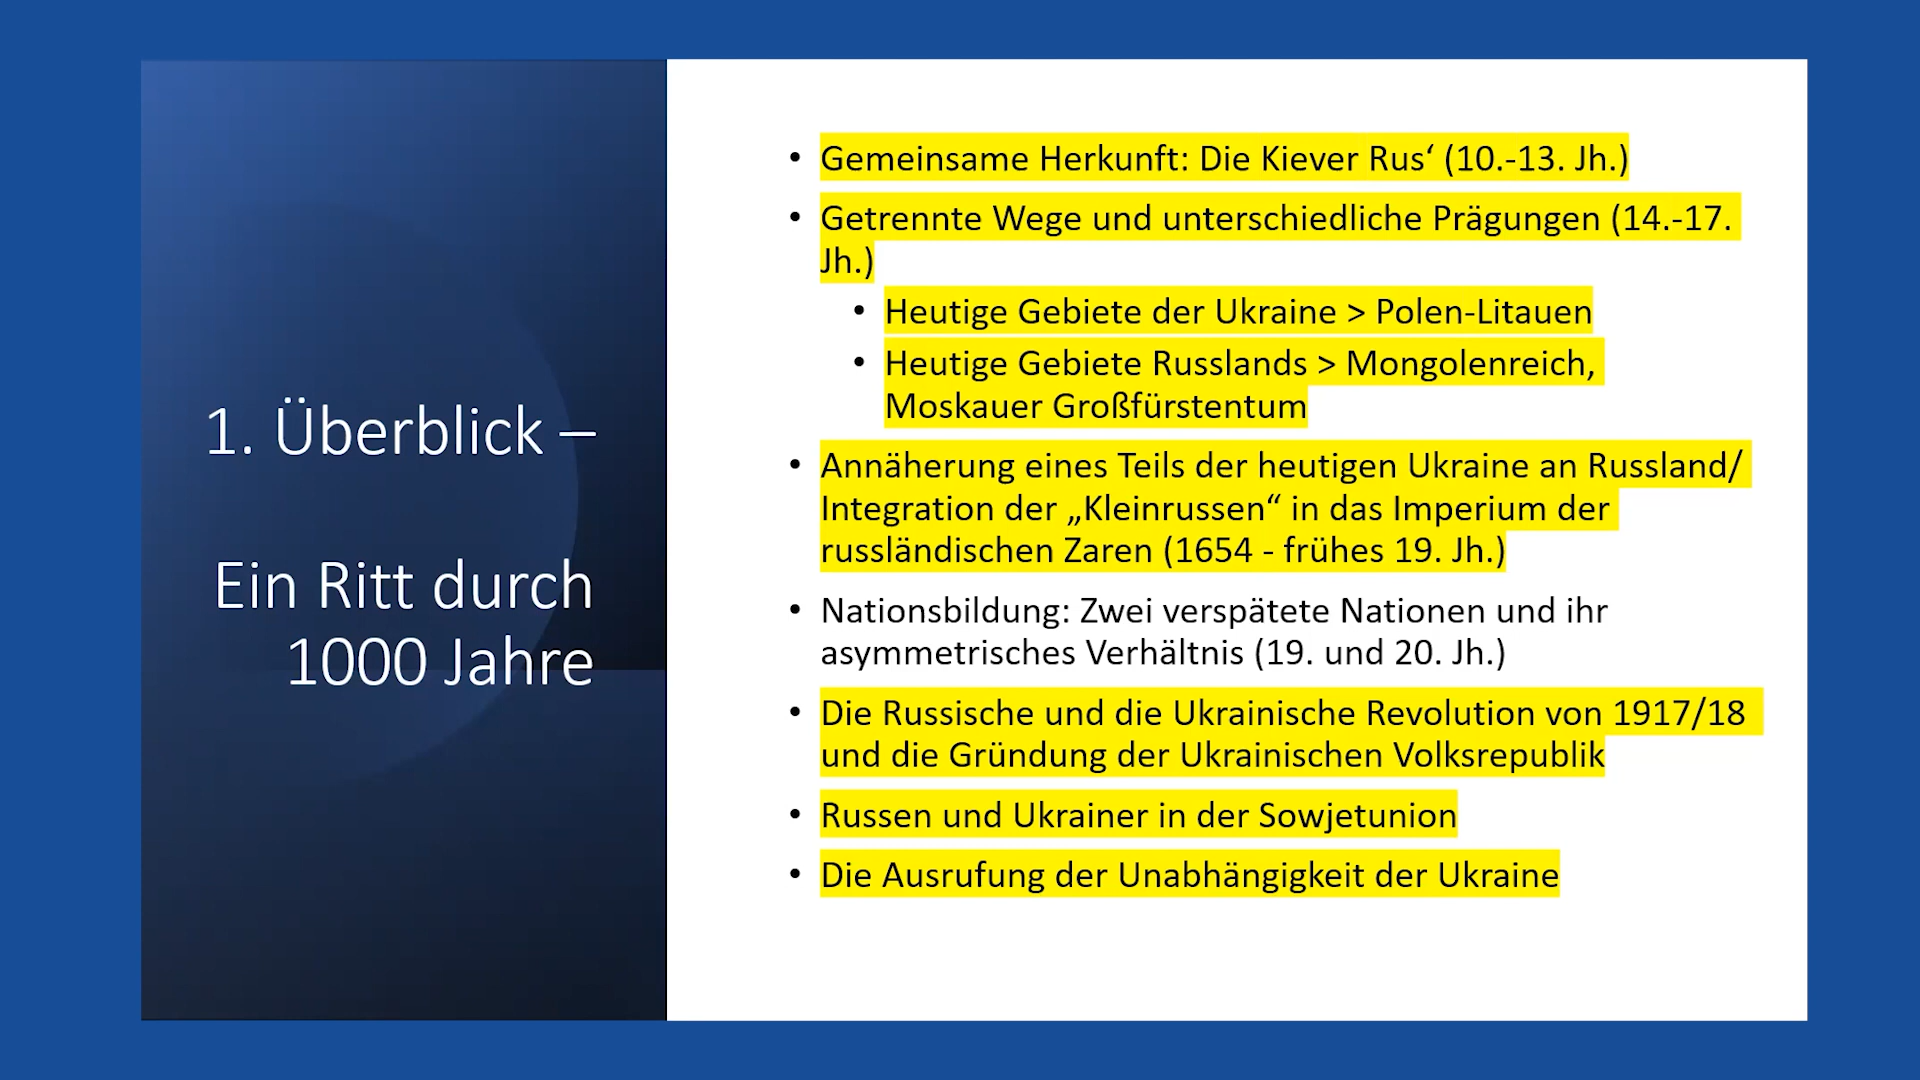 1. Überblick –
Ein Ritt durch
1000 Jahre
• Gemeinsame Herkunft: Die Kiever Rus‘ (10.-13. Jh.)
• Getrennte Wege und unterschiedliche Prägungen (14.-17.
Jh.)
• Heutige Gebiete der Ukraine > Polen-Litauen
• Heutige Gebiete Russlands > Mongolenreich,
Moskauer Großfürstentum
• Annäherung eines Teils der heutigen Ukraine an Russland/
Integration der „Kleinrussen“ in das Imperium der
russländischen Zaren (1654 - frühes 19. Jh.)
• Nationsbildung: Zwei verspätete Nationen und ihr
asymmetrisches Verhältnis (19. und 20. Jh.)
• Die Russische und die Ukrainische Revolution von 1917/18
und die Gründung der Ukrainischen Volksrepublik
• Russen und Ukrainer in der Sowjetunion
• Die Ausrufung der Unabhängigkeit der Ukraine